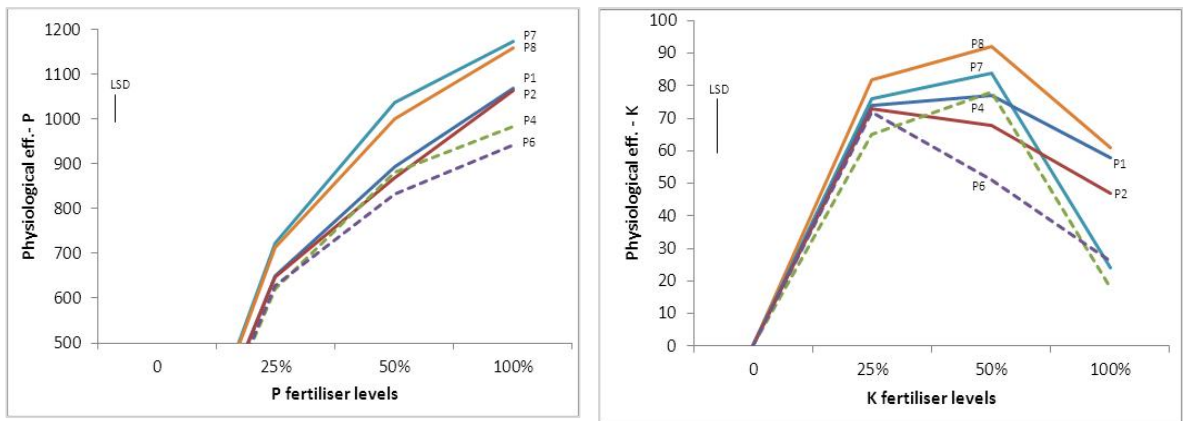 Physiological eff.- P
1200
1100
1000
900
800
700
600
500
LSD
P7
P8
P1
P2
P4
P6
0 25% 50% 100%
P fertiliser levels
Physiological eff. - K
100
90
80
70
60
50
40
30
20
10
0
LSD
P8
P7
P4
P6
P1
P2
0 25% 50% 100%
K fertiliser levels